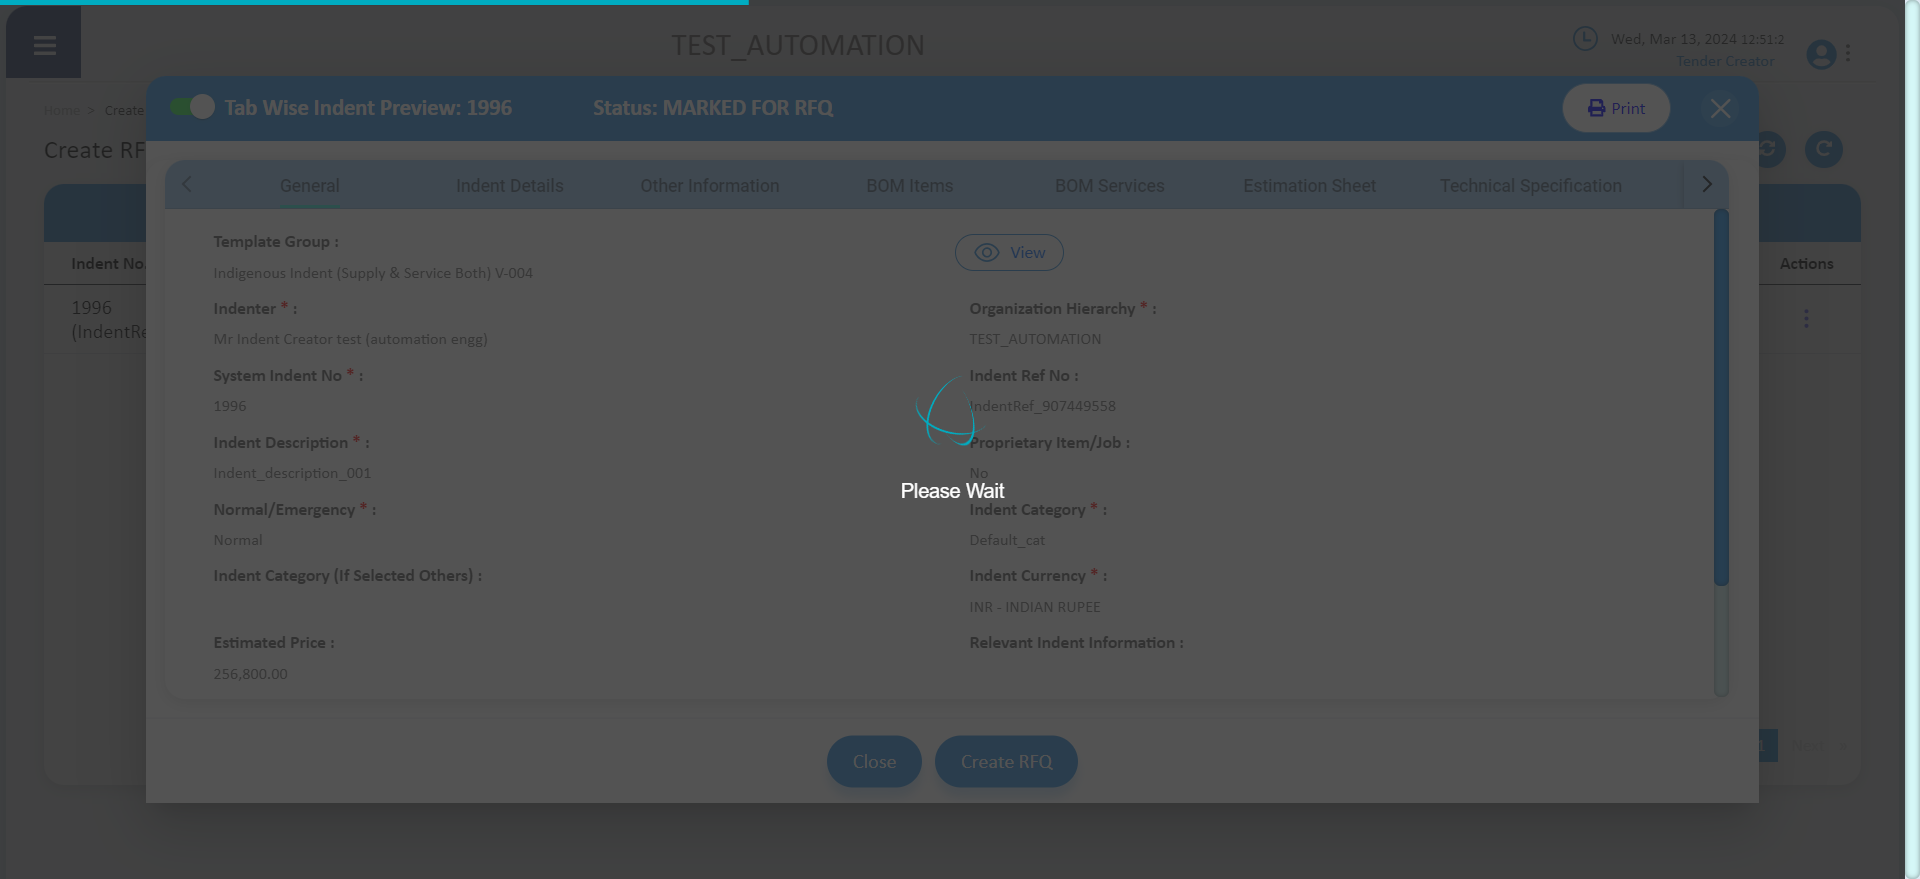 TEST_AUTOMATION
Wed, Mar 13, 2024 12:51:2
Tender Creator
Home > Create
Create RF
Tab Wise Indent Preview: 1996
Status: MARKED FOR RFQ
Print
General
Indent Details
Other Information
BOM Items
BOM Services
Estimation Sheet
Technical Specification
Indent No.
Actions
1996
(IndentRe
Template Group :
Indigenous Indent (Supply & Service Both) V-004
View
Indenter * :
Mr Indent Creator test (automation engg)
Organization Hierarchy * :
TEST_AUTOMATION
System Indent No * :
1996
Indent Ref No :
IndentRef_907449558
Indent Description * :
Indent_description_001
Proprietary Item/Job :
No
Please Wait
Normal/Emergency * :
Normal
Indent Category * :
Default_cat
Indent Category (If Selected Others) :
Indent Currency * :
INR - INDIAN RUPEE
Estimated Price :
256,800.00
Relevant Indent Information :
Close
Create RFQ